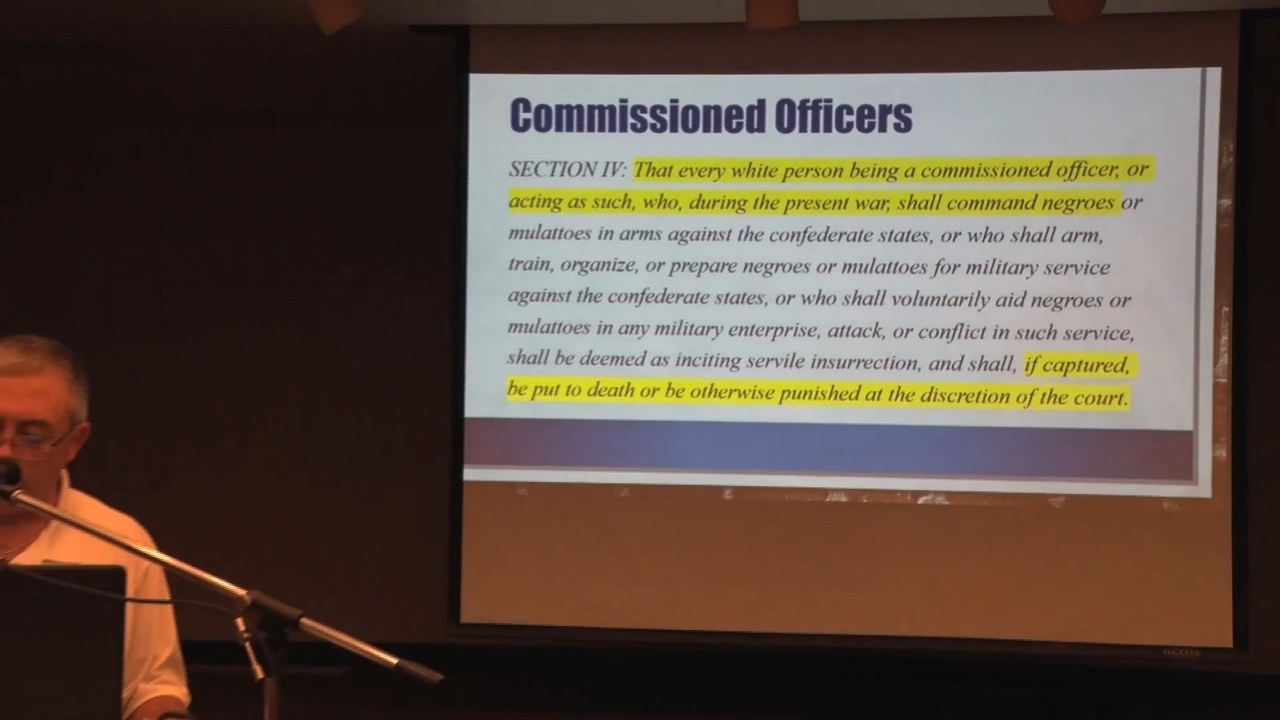 Commissioned Officers
SECTION IV: That every white person being a commissioned officer, or
acting as such, who, during the present war, shall command negroes or
mulattoes in arms against the confederate states, or who shall arm,
train, organize, or prepare negroes or mulattoes for military service
against the confederate states, or who shall voluntarily aid negroes or
mulattoes in any military enterprise, attack, or conflict in such service,
shall be deemed as inciting servile insurrection, and shall, if captured,
be put to death or be otherwise punished at the discretion of the court.